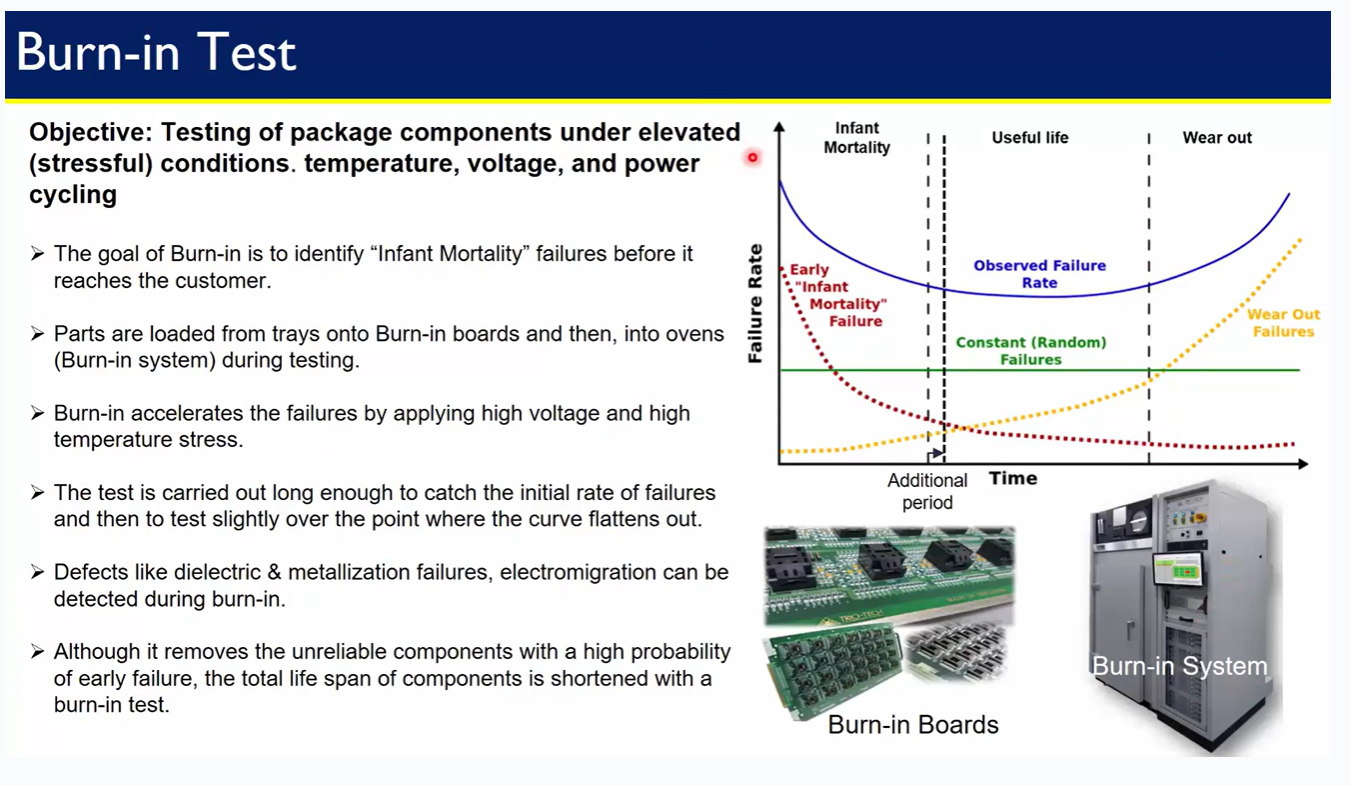 Burn-in Test
Objective: Testing of package components under elevated
(stressful) conditions. temperature, voltage, and power
cycling
➢ The goal of Burn-in is to identify “Infant Mortality” failures before it
reaches the customer.
➢ Parts are loaded from trays onto Burn-in boards and then, into ovens
(Burn-in system) during testing.
➢ Burn-in accelerates the failures by applying high voltage and high
temperature stress.
➢ The test is carried out long enough to catch the initial rate of failures
and then to test slightly over the point where the curve flattens out.
➢ Defects like dielectric & metallization failures, electromigration can be
detected during burn-in.
➢ Although it removes the unreliable components with a high probability
of early failure, the total life span of components is shortened with a
burn-in test.
Infant
Mortality
Useful life
Wear out
Failure Rate
Early
"Infant
Mortality"
Failure
Observed Failure
Rate
Constant (Random)
Failures
Wear Out
Failures
Additional
period
Time
TRIO-TECH
Burn-in Boards
Burn-in System